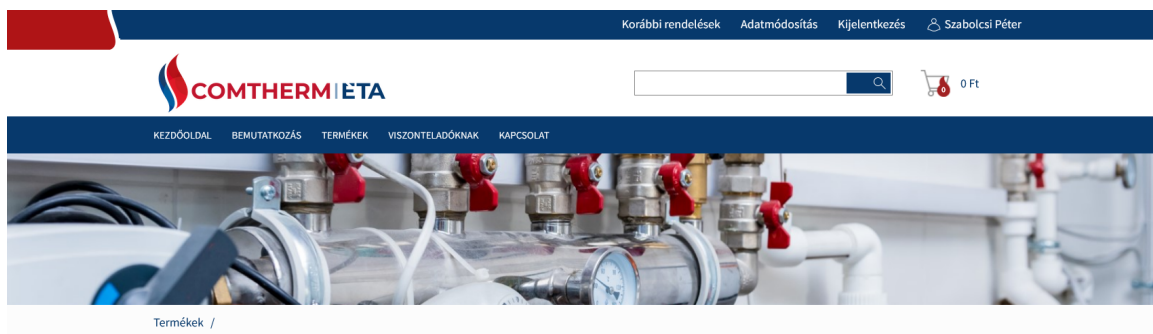 Korábbi rendelések Adatmódosítás Kijelentkezés Szabolcsi Péter
COMTHERM ETA
0 0 Ft
KEZDŐOLDAL BEMUTATKOZÁS TERMÉKEK VISZONTELADÓKNAK KAPCSOLAT
Termékek /